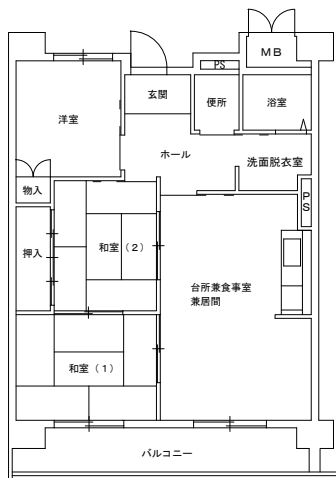 MB
PS
玄関
便所
浴室
洋室
ホール
洗面脱衣室
物入
PS
押入
和室（2）
台所兼食事室
兼居間
和室（1）
バルコニー